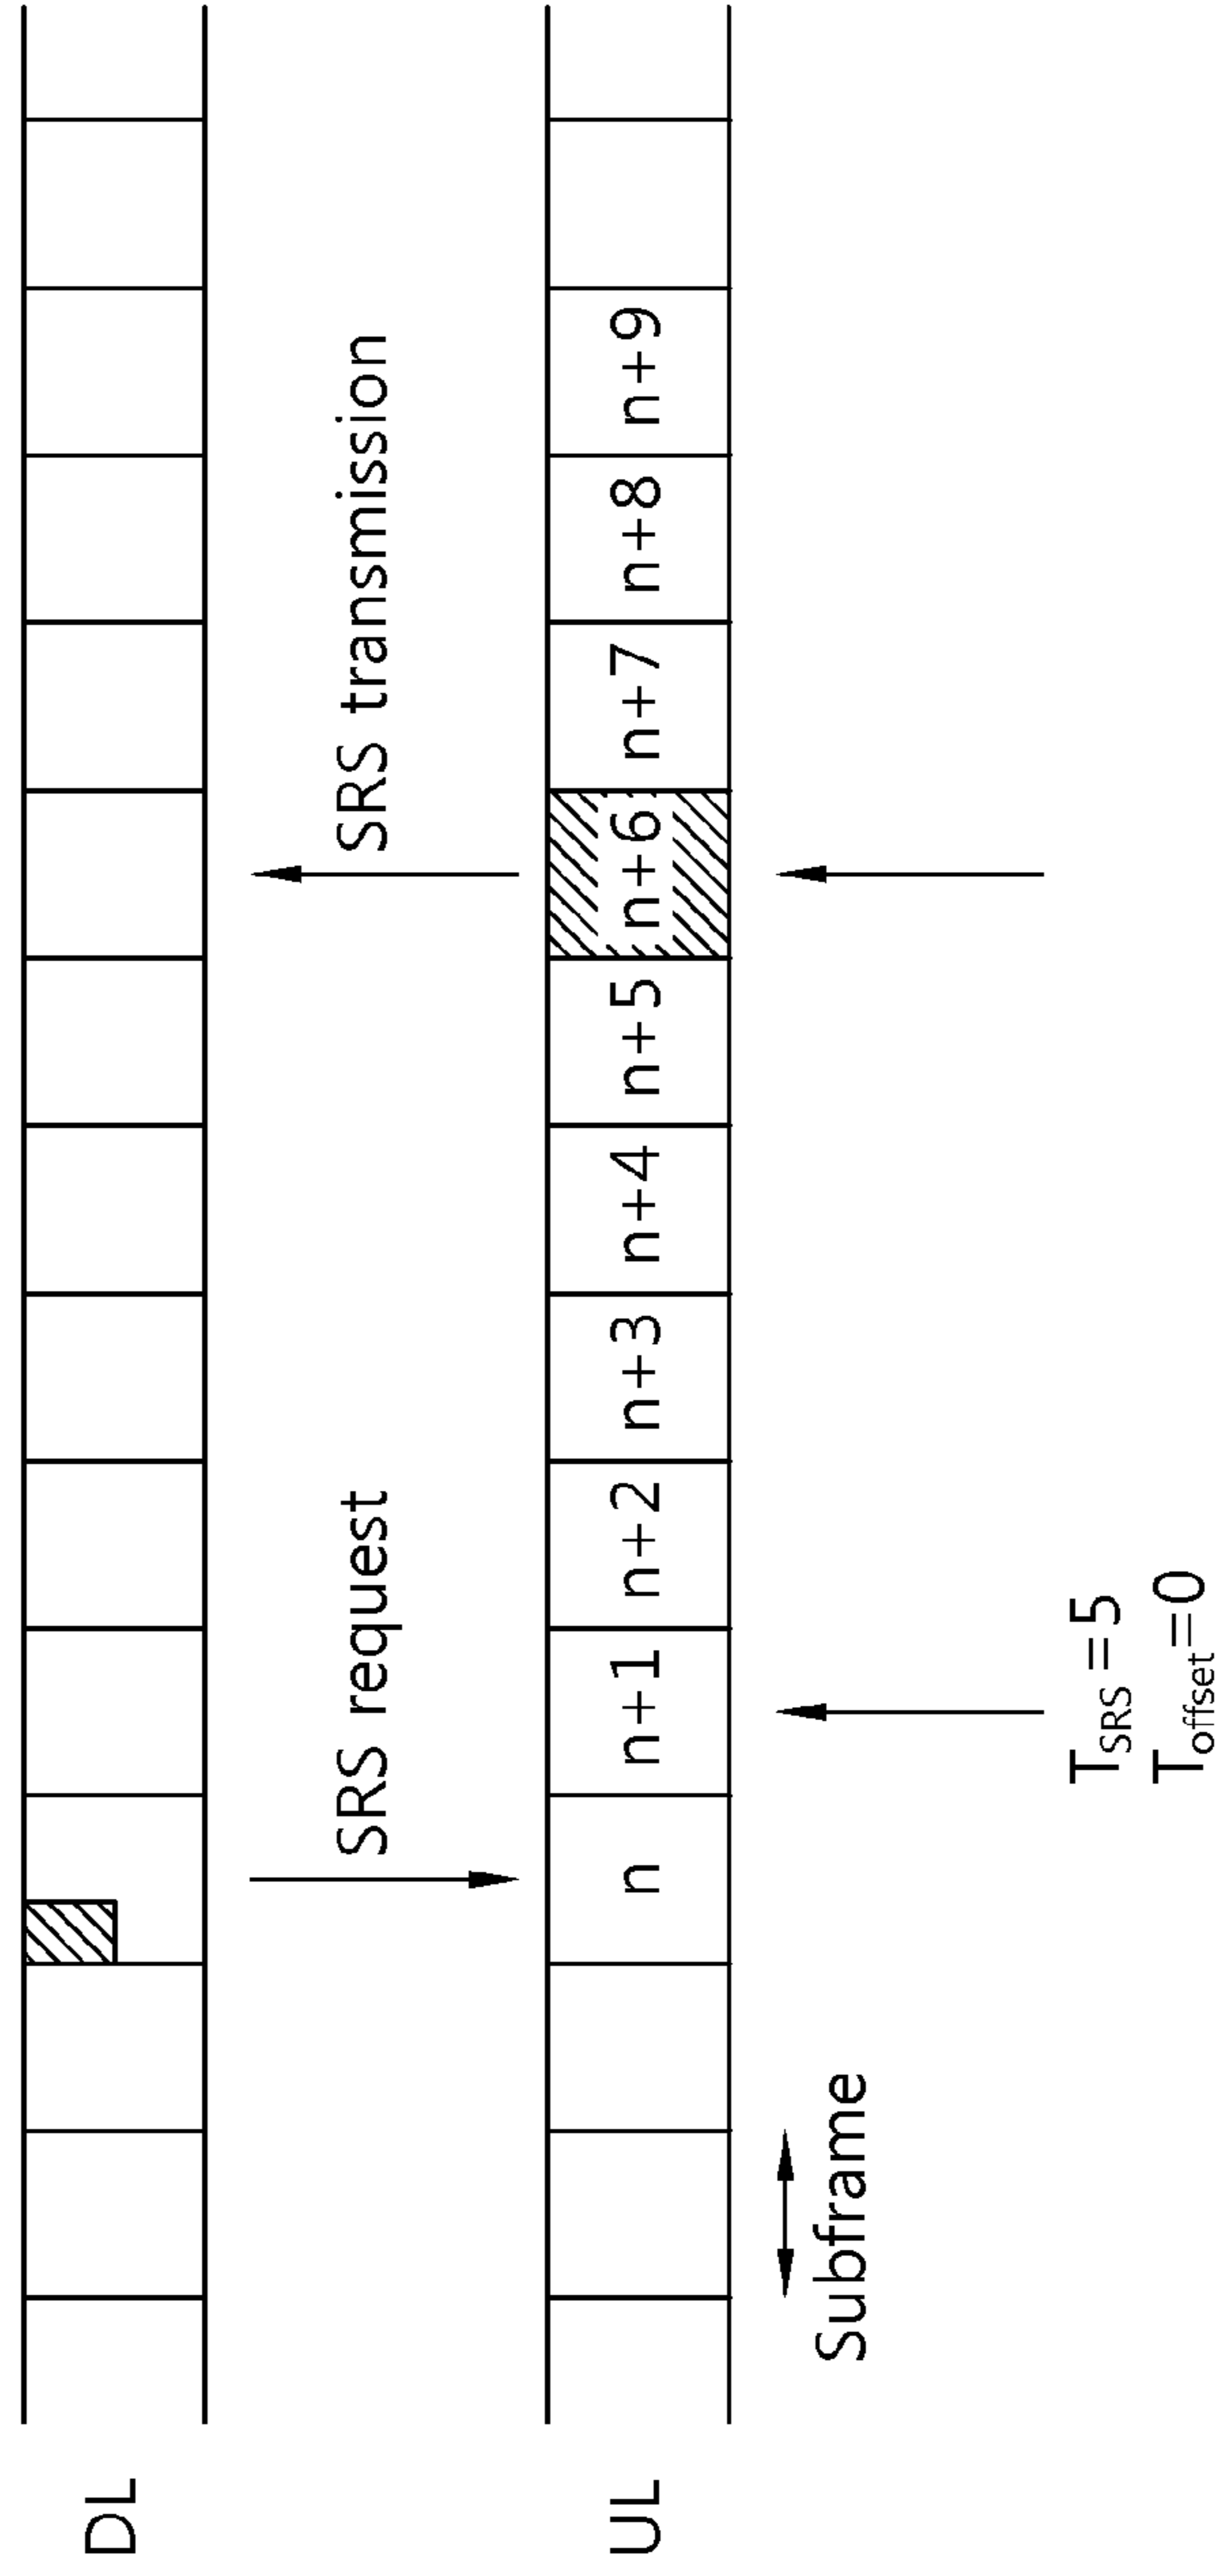 DL
SRS request
SRS transmission
UL
n
n+1
n+2
n+3
n+4
n+5
n+6
n+7
n+8
n+9
Subframe
T_SRS=5
T_offset=0